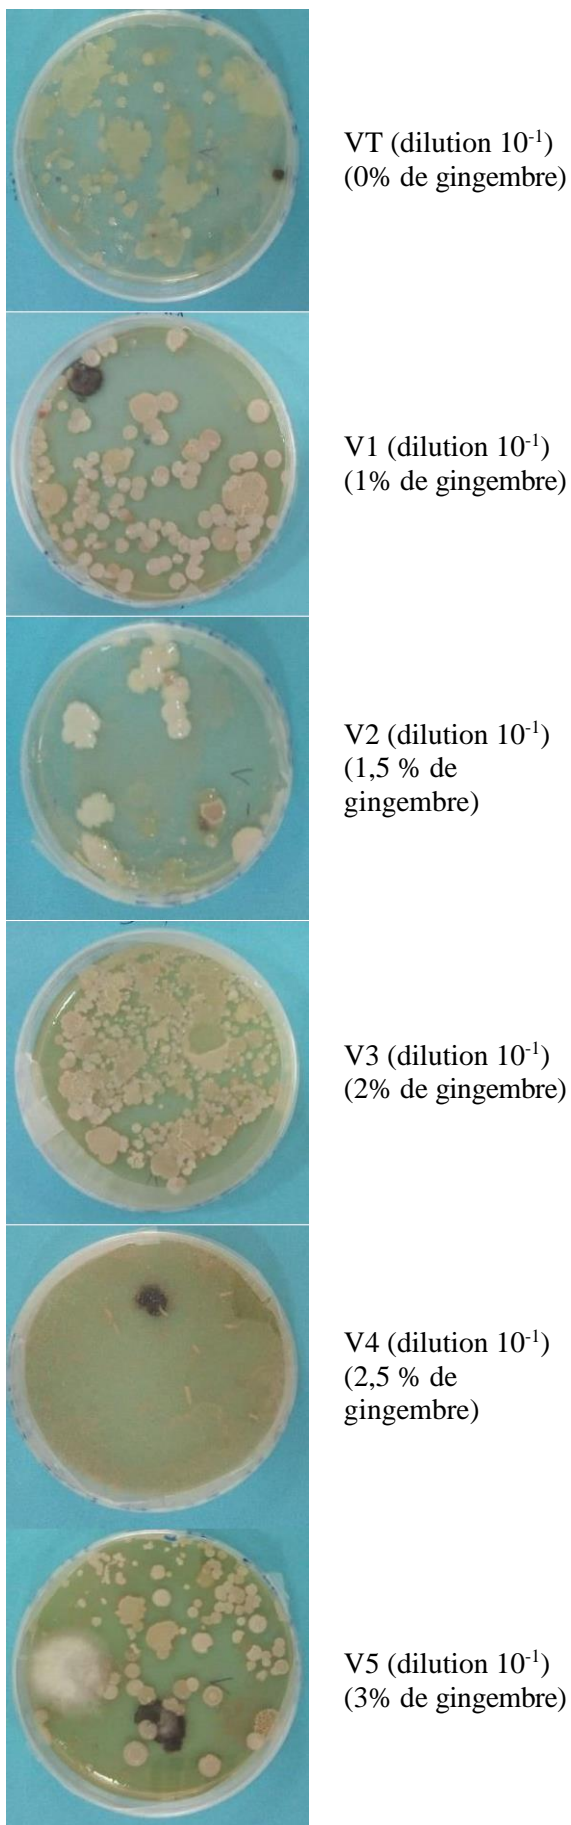 VT (dilution 10⁻¹)
(0% de gingembre)
V1 (dilution 10⁻¹)
(1% de gingembre)
V2 (dilution 10⁻¹)
(1,5 % de
gingembre)
V3 (dilution 10⁻¹)
(2% de gingembre)
V4 (dilution 10⁻¹)
(2,5 % de
gingembre)
V5 (dilution 10⁻¹)
(3% de gingembre)